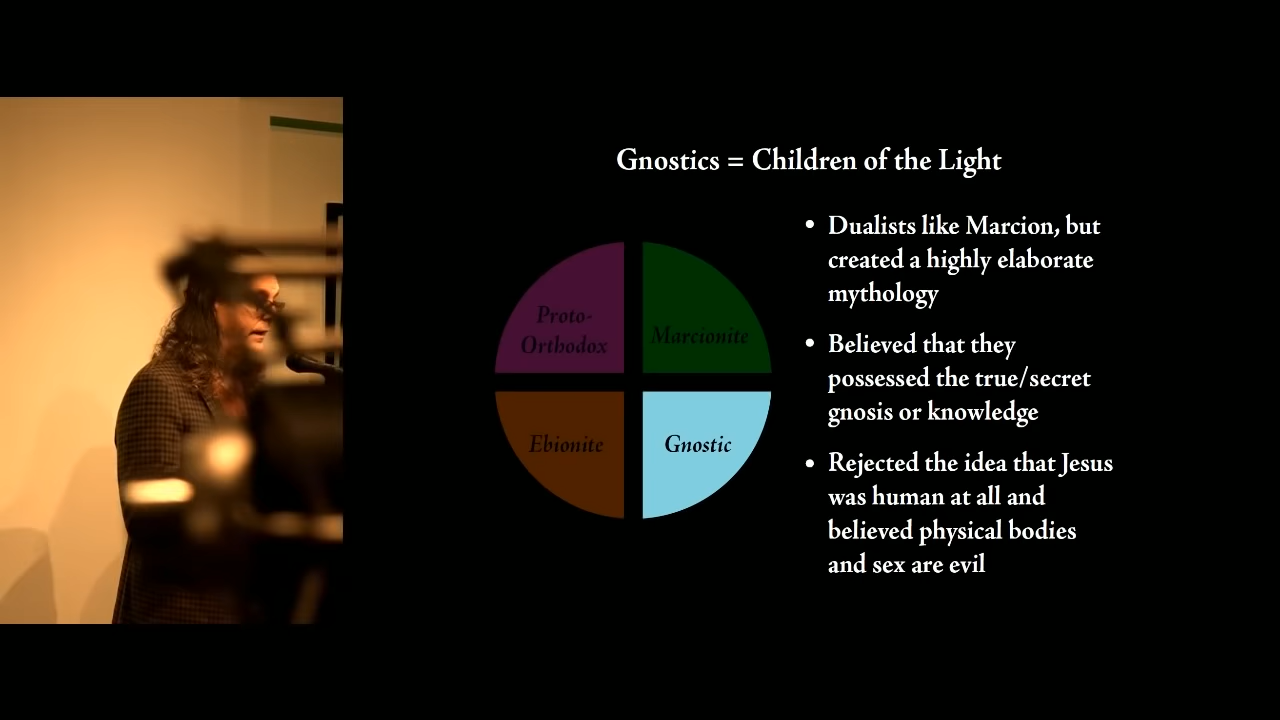 Gnostics = Children of the Light
Proto-
Orthodox
Marcionite
Ebionite
Gnostic
• Dualists like Marcion, but
created a highly elaborate
mythology
• Believed that they
possessed the true/secret
gnosis or knowledge
• Rejected the idea that Jesus
was human at all and
believed physical bodies
and sex are evil